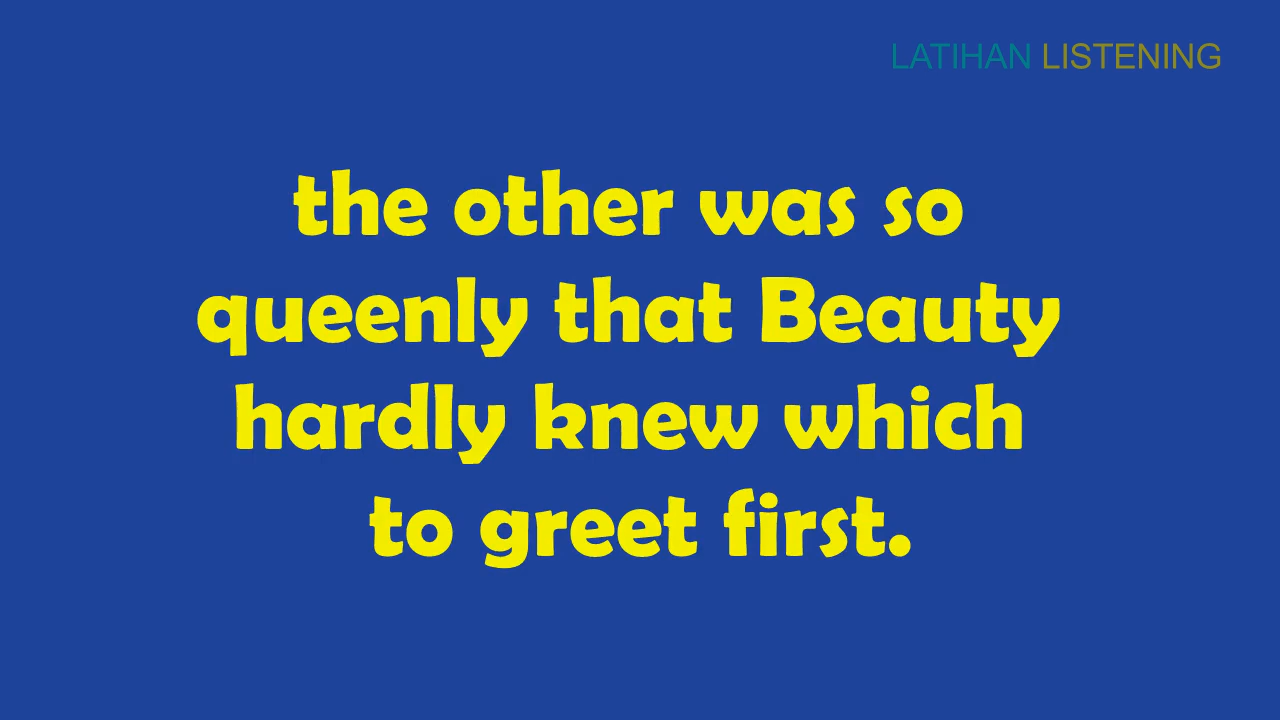 LATIHAN LISTENING
the other was so
queenly that Beauty
hardly knew which
to greet first.